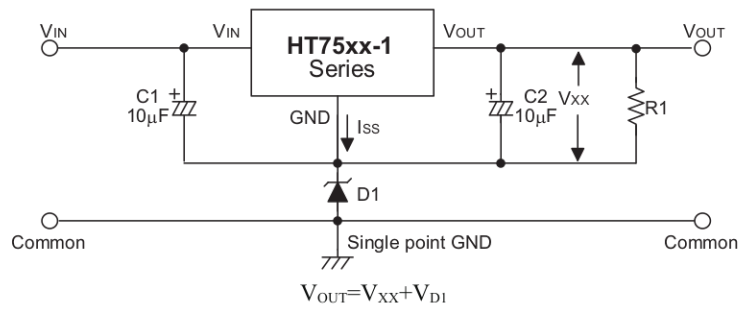 VIN
VIN
HT75xx-1
Series
VOUT
VOUT
C1 +
10μF
GND
ISS
+ C2
10μF
VXX
R1
D1
Common
Single point GND
Common
VOUT=VXX+VD1